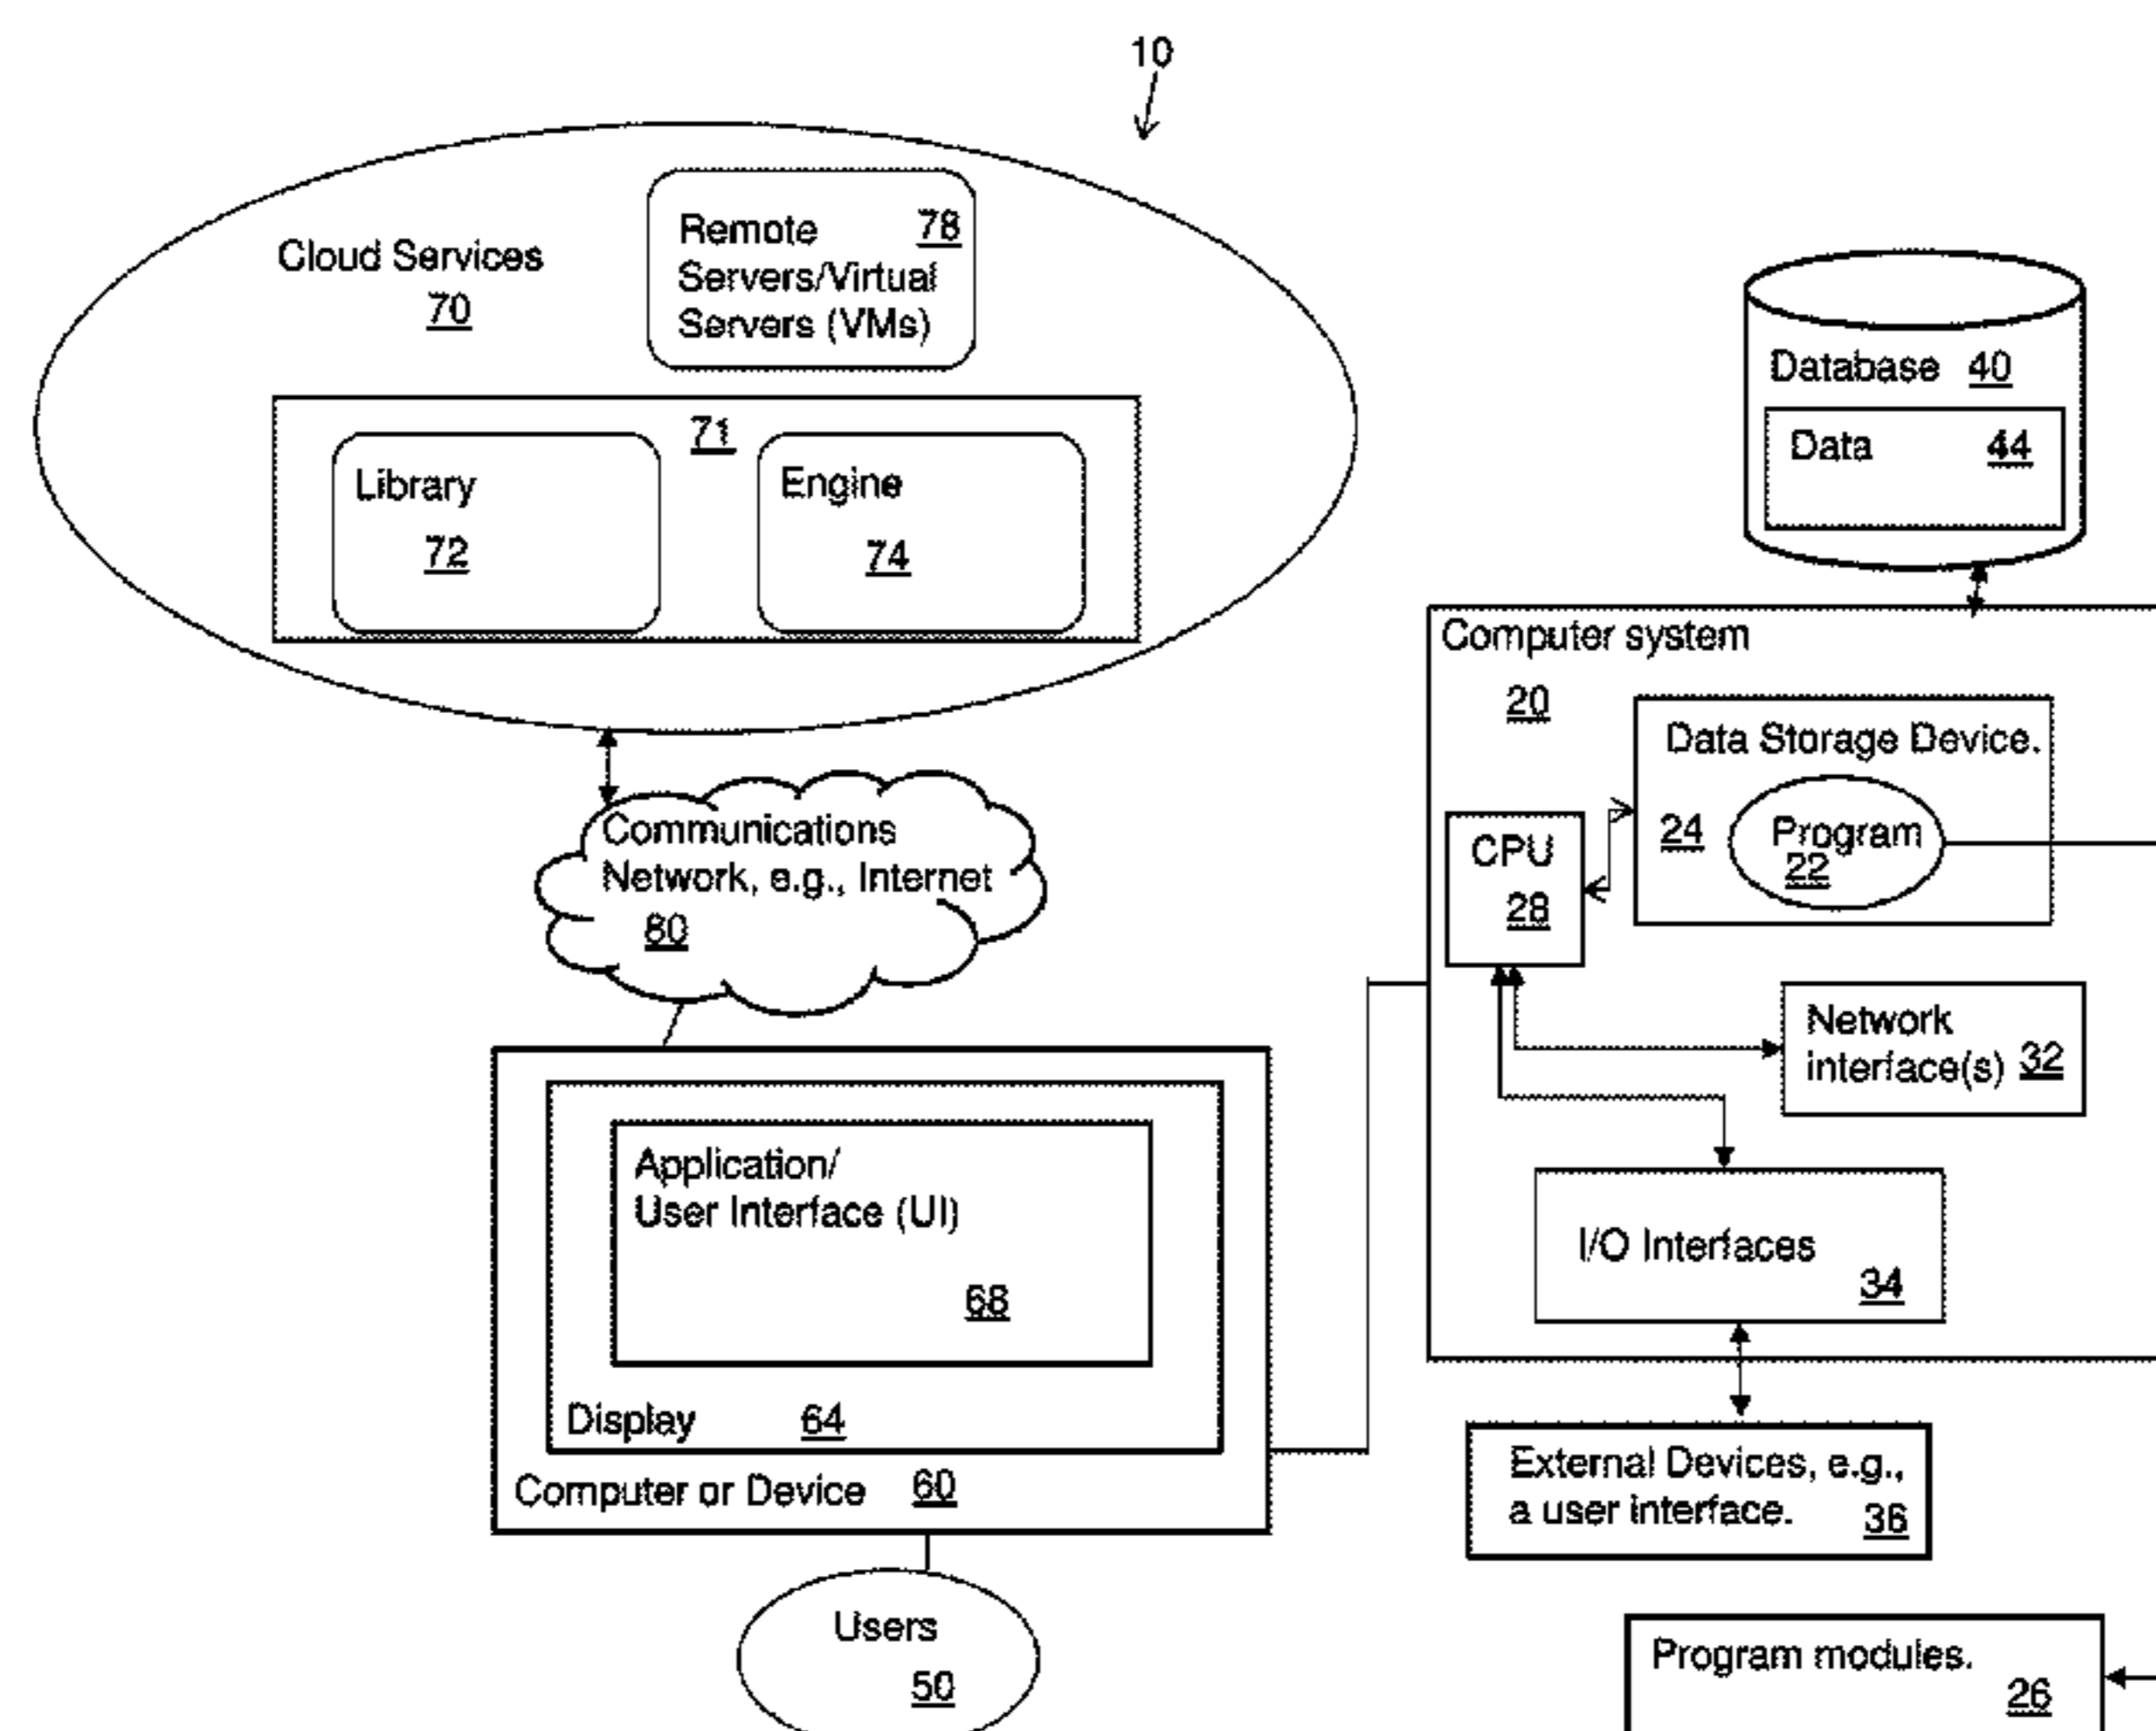 10
Cloud Services
70
Remote 78
Servers/Virtual
Servers (VMs)
71
Library
72
Engine
74
Database 40
Data 44
Communications
Network, e.g., Internet
80
Computer system
20
Data Storage Device.
24
Program
22
CPU
28
Network
interface(s) 32
I/O Interfaces
34
Application/
User Interface (UI)
68
Display 64
Computer or Device 60
External Devices, e.g.,
a user interface. 36
Users
50
Program modules.
26